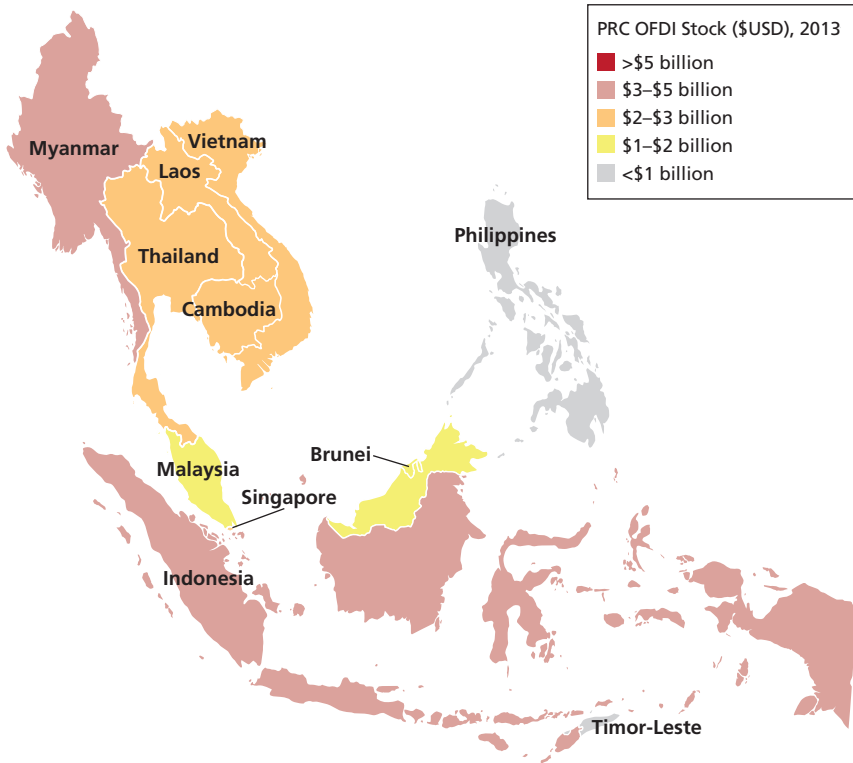 PRC OFDI Stock ($USD), 2013
>$5 billion
$3–$5 billion
$2–$3 billion
$1–$2 billion
<$1 billion
Vietnam
Myanmar
Laos
Philippines
Thailand
Cambodia
Brunei
Malaysia
Singapore
Indonesia
Timor-Leste